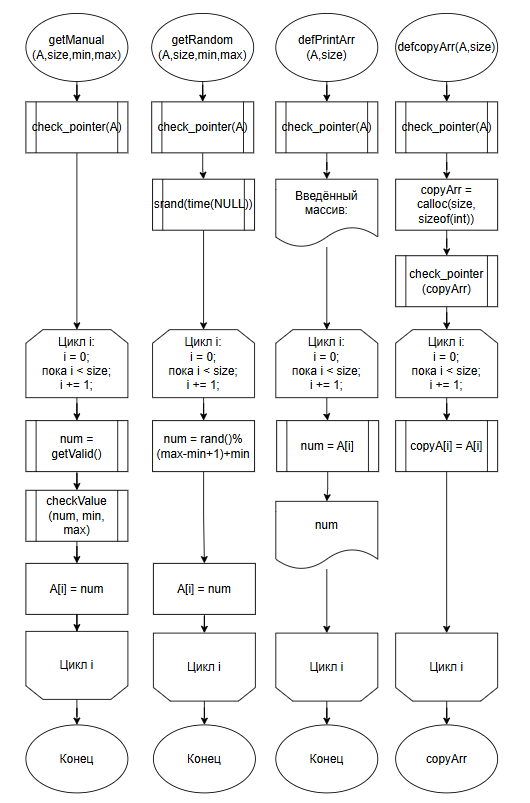 getManual
(A,size,min,max)
check_pointer(A)
Цикл i:
i = 0;
пока i < size;
i += 1;
num =
getValid()
checkValue
(num, min,
max)
A[i] = num
Цикл i
Конец
getRandom
(A,size,min,max)
check_pointer(A)
srand(time(NULL))
Цикл i:
i = 0;
пока i < size;
i += 1;
num = rand()%
(max-min+1)+min
A[i] = num
Цикл i
Конец
defPrintArr
(A,size)
check_pointer(A)
Введённый
массив:
Цикл i:
i = 0;
пока i < size;
i += 1;
num = A[i]
num
Цикл i
Конец
defcopyArr(A,size)
check_pointer(A)
copyArr =
calloc(size,
sizeof(int))
check_pointer
(copyArr)
Цикл i:
i = 0;
пока i < size;
i += 1;
copyA[i] = A[i]
Цикл i
copyArr